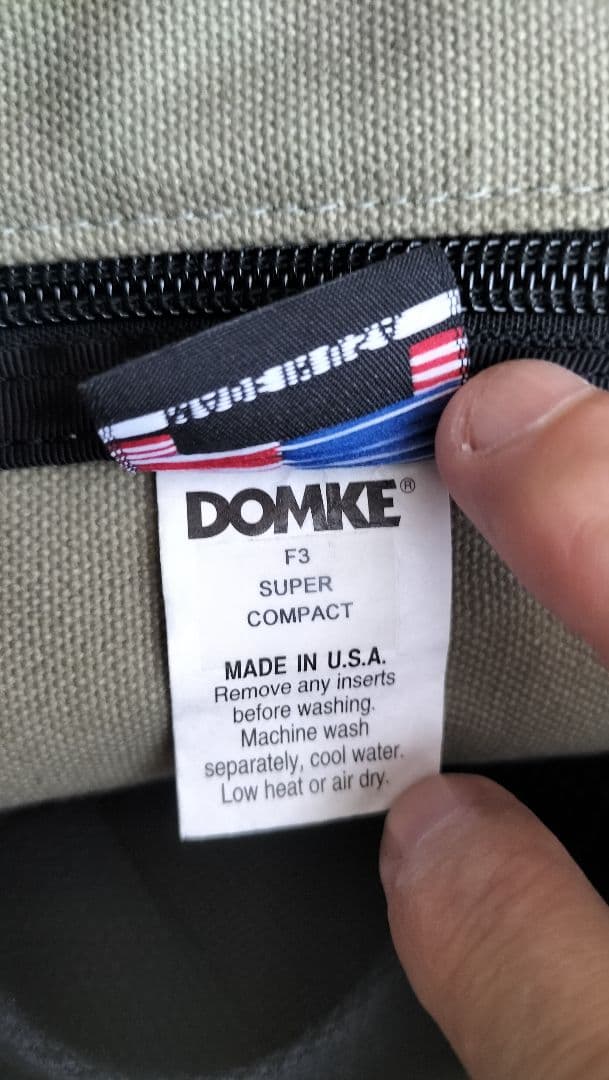 DOMKE®
F3
SUPER
COMPACT
MADE IN U.S.A.
Remove any inserts
before washing.
Machine wash
separately, cool water.
Low heat or air dry.